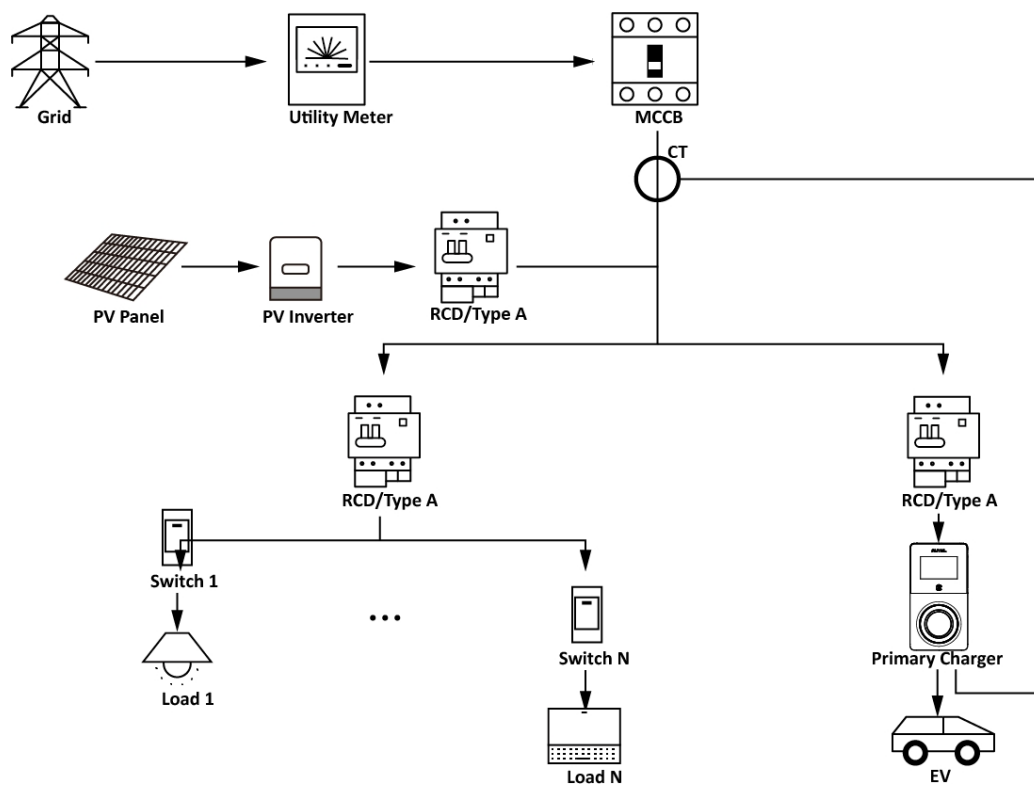 Grid
Utility Meter
MCCB
CT
PV Panel
PV Inverter
RCD/Type A
RCD/Type A
RCD/Type A
Switch 1
Switch N
Primary Charger
Load 1
Load N
EV